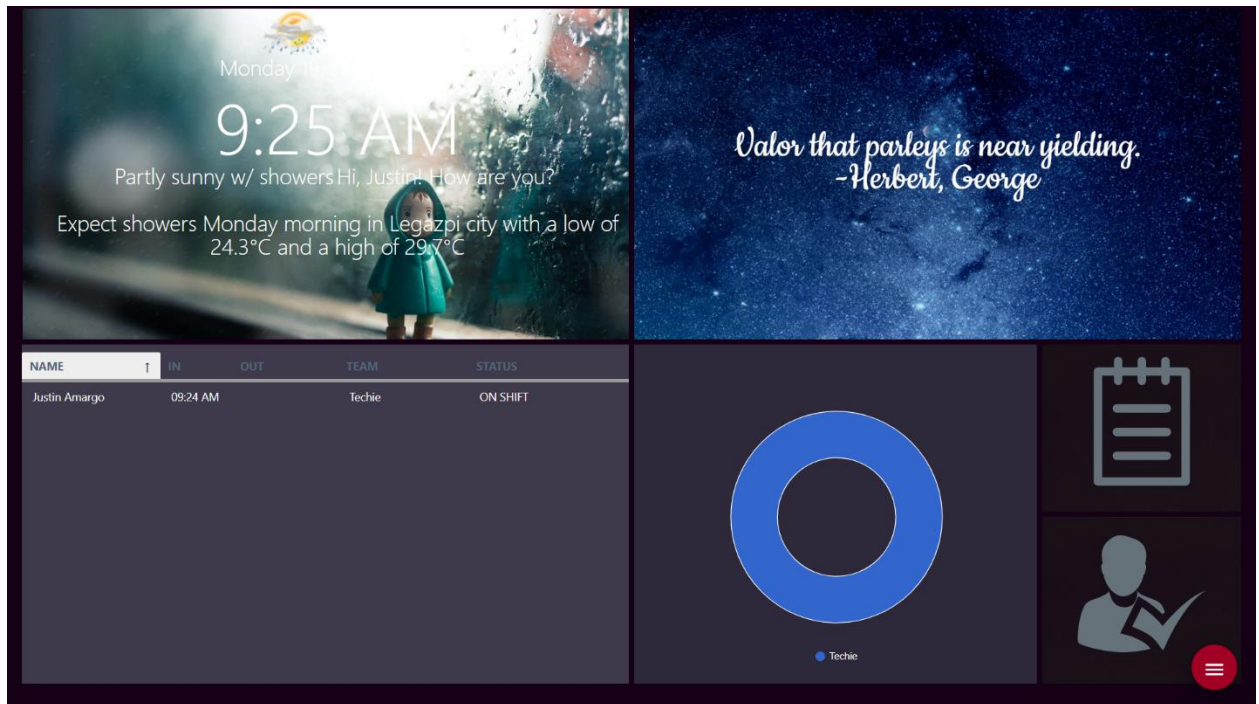 Monday
9:25 AM
Partly sunny w/ showers Hi, Justin! How are you?
Expect showers Monday morning in Legazpi city with a low of
24.3°C and a high of 29.7°C
Valor that parleys is near yielding.
-Herbert, George
NAME ↑ IN OUT TEAM STATUS
Justin Amargo 09:24 AM Techie ON SHIFT
Techie